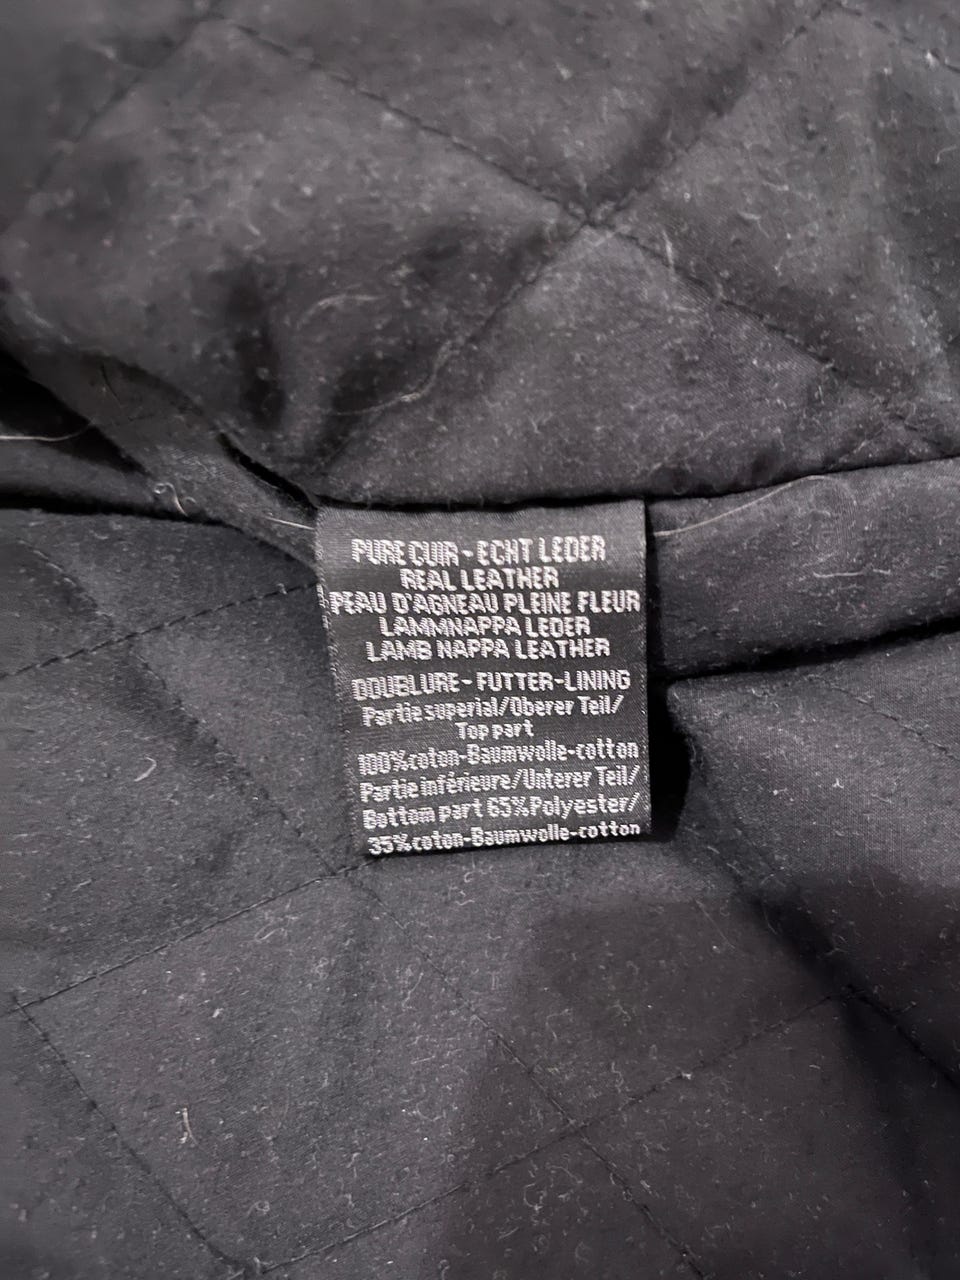 PURE CUIR - ECHT LEDER
REAL LEATHER
PEAU D'AGNEAU PLEINE FLEUR
LAMMNAPPA LEDER
LAMB NAPPA LEATHER
DOUBLURE - FUTTER-LINING
Partie superial/Oberer Teil/
Top part
100%coton-Baumwolle-cotton
Partie inférieure/Unterer Teil/
Bottom part 65%Polyester/
35%coton-Baumwolle-cotton